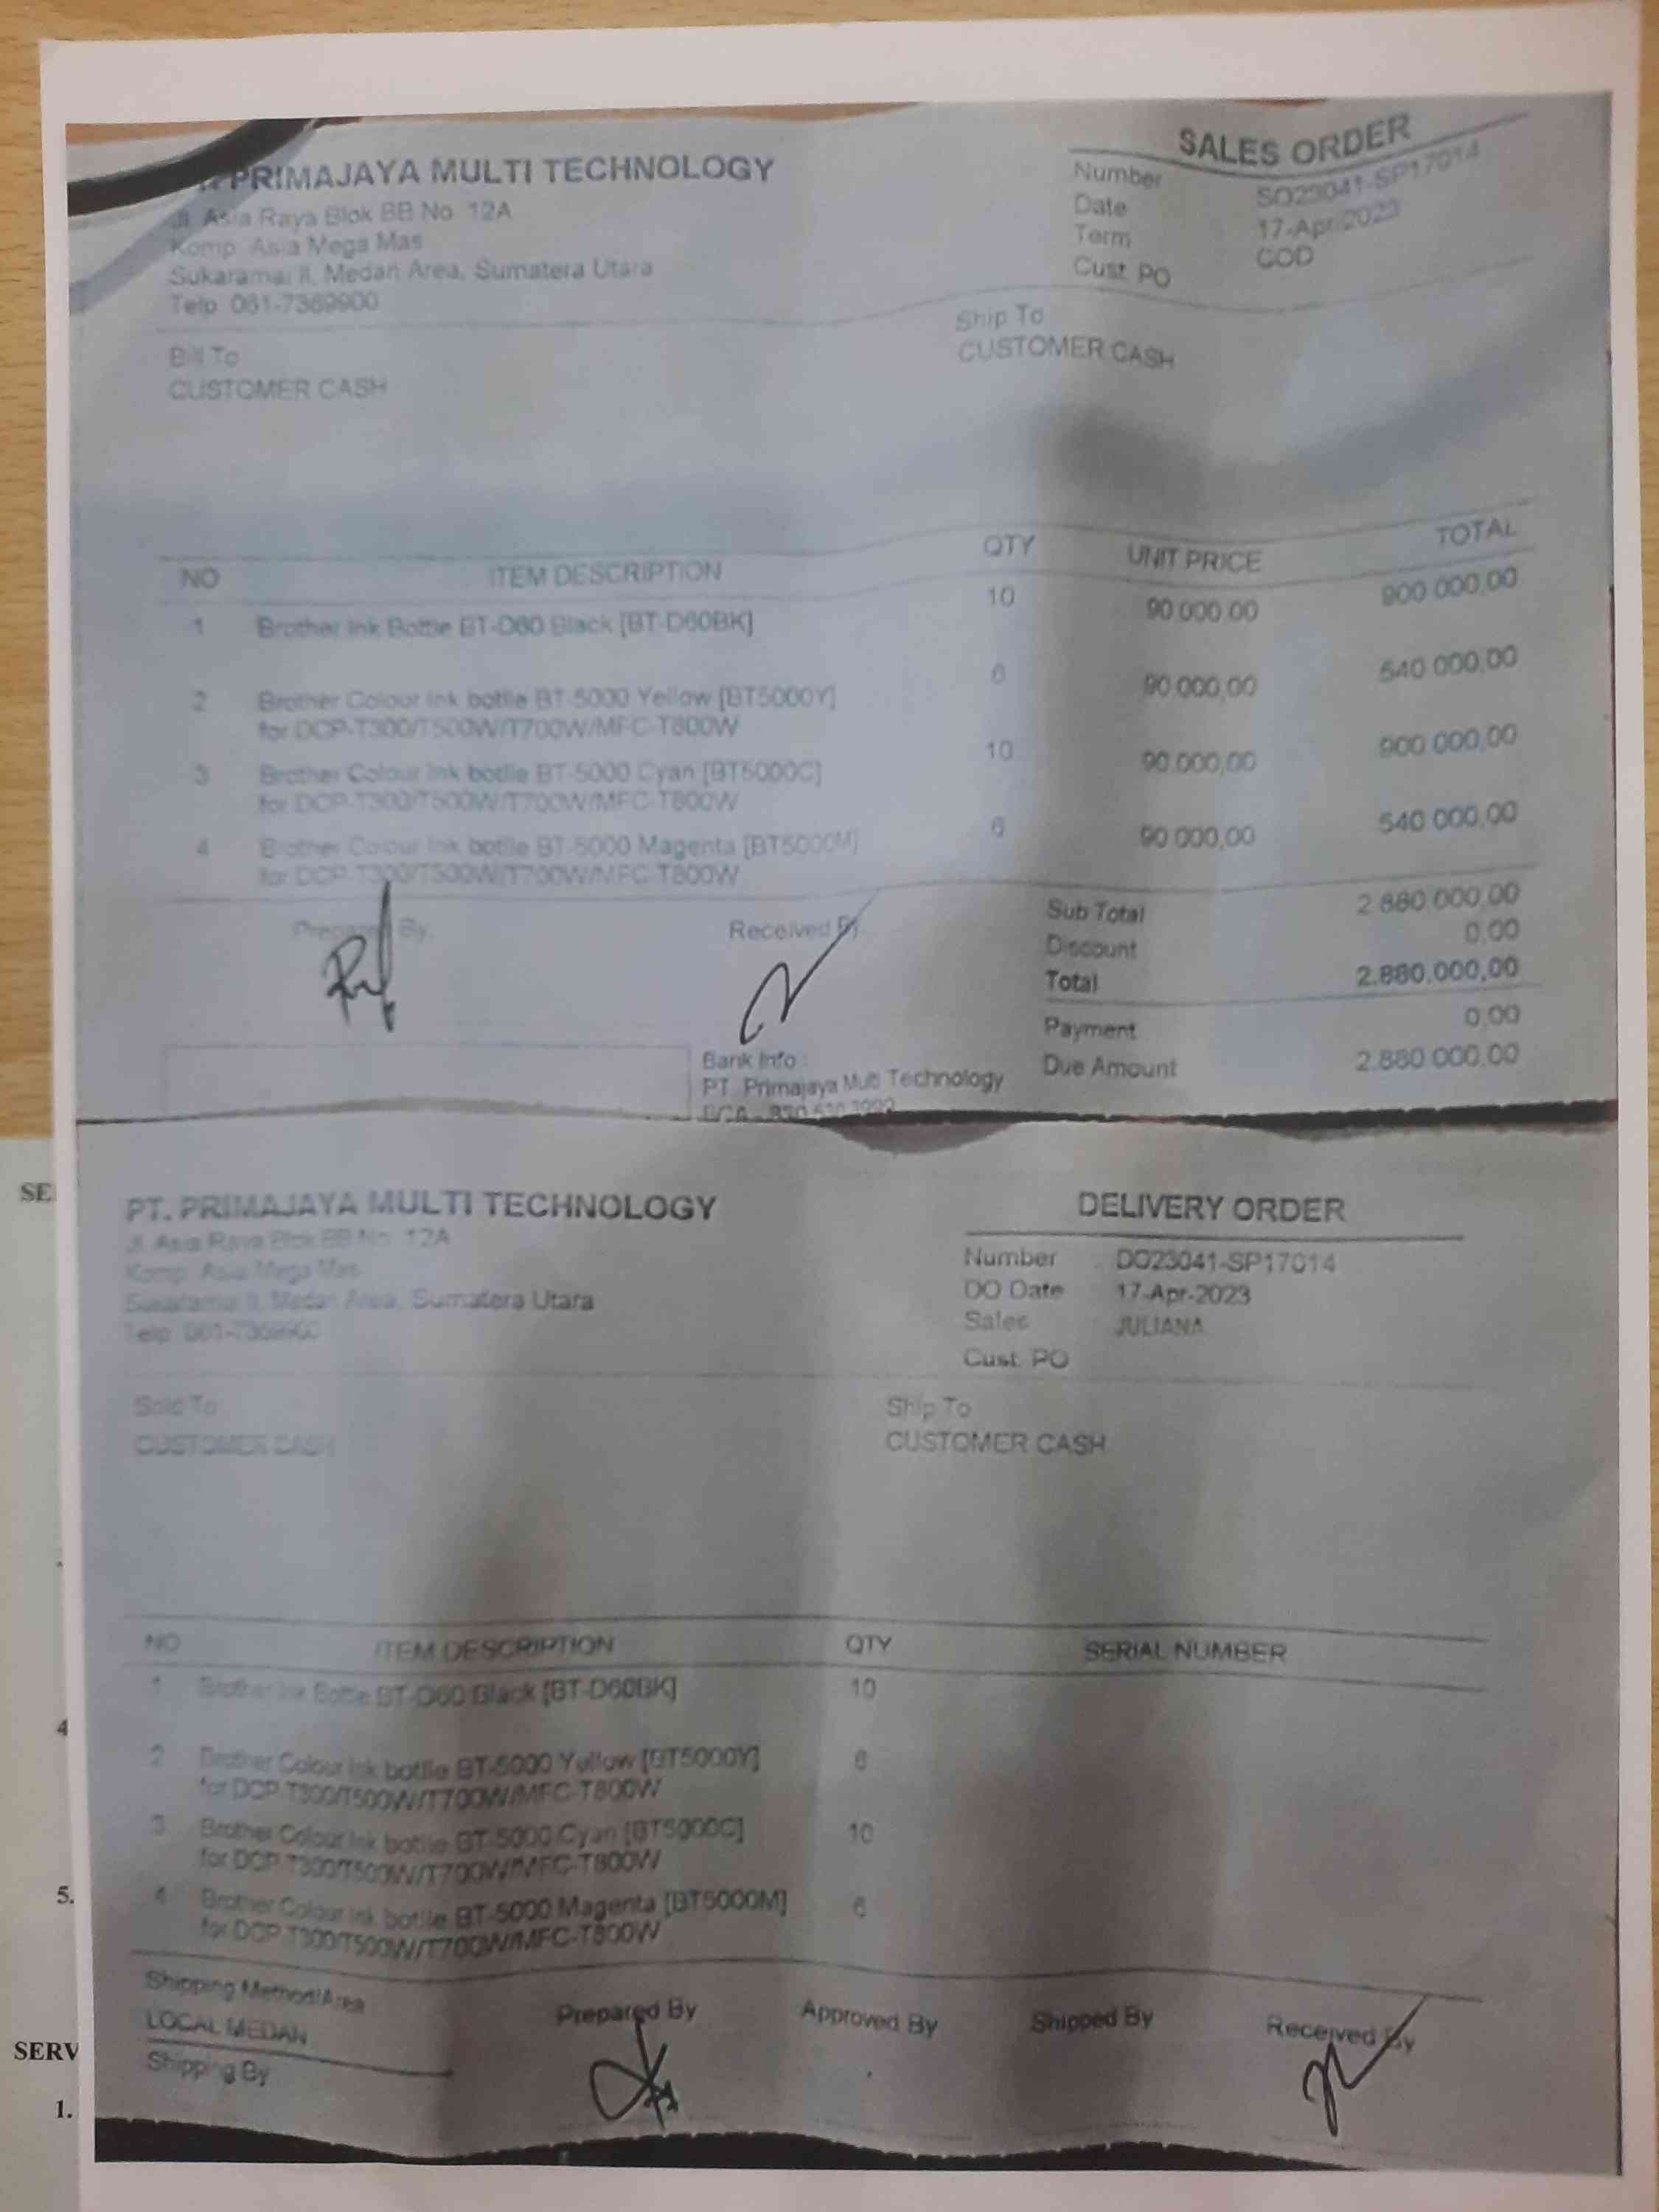 PRIMAJAYA MULTI TECHNOLOGY
Jl. Asia Raya Blok BB No. 12A
Komp. Asia Mega Mas
Sukaramai II, Medan Area, Sumatera Utara
Telp. 061-7369900
SALES ORDER
Number SO23041-SP17014
Date 17-Apr-2023
Term COD
Cust. PO
Bill To
CUSTOMER CASH
Ship To
CUSTOMER CASH
NO ITEM DESCRIPTION QTY UNIT PRICE TOTAL
1 Brother Ink Bottle BT-D60 Black [BT-D60BK] 10 90.000,00 900.000,00
2 Brother Colour Ink bottle BT-5000 Yellow [BT5000Y] 6 90.000,00 540.000,00
for DCP-T300/T500W/T700W/MFC-T800W
3 Brother Colour Ink bottle BT-5000 Cyan [BT5000C] 10 90.000,00 900.000,00
for DCP-T300/T500W/T700W/MFC-T800W
4 Brother Colour Ink bottle BT-5000 Magenta [BT5000M] 6 90.000,00 540.000,00
for DCP-T300/T500W/T700W/MFC-T800W
Prepared By,
Received By
Sub Total 2.880.000,00
Discount 0,00
Total 2.880.000,00
Payment 0,00
Due Amount 2.880.000,00
Bank Info :
PT. Primajaya Multi Technology
BCA
PT. PRIMAJAYA MULTI TECHNOLOGY
Jl. Asia Raya Blok BB No. 12A
Komp. Asia Mega Mas
Sukaramai II, Medan Area, Sumatera Utara
Telp. 061-7369900
DELIVERY ORDER
Number DO23041-SP17014
DO Date 17-Apr-2023
Sales JULIANA
Cust. PO
Sold To
CUSTOMER CASH
Ship To
CUSTOMER CASH
NO ITEM DESCRIPTION QTY SERIAL NUMBER
1 Brother Ink Bottle BT-D60 Black [BT-D60BK] 10
2 Brother Colour Ink bottle BT-5000 Yellow [BT5000Y] 6
for DCP-T300/T500W/T700W/MFC-T800W
3 Brother Colour Ink bottle BT-5000 Cyan [BT5000C] 10
for DCP-T300/T500W/T700W/MFC-T800W
4 Brother Colour Ink bottle BT-5000 Magenta [BT5000M] 6
for DCP-T300/T500W/T700W/MFC-T800W
Shipping Method/Area
LOCAL MEDAN
Shipping By
Prepared By
Approved By
Shipped By
Received By
SE
4
5.
SERV
1.